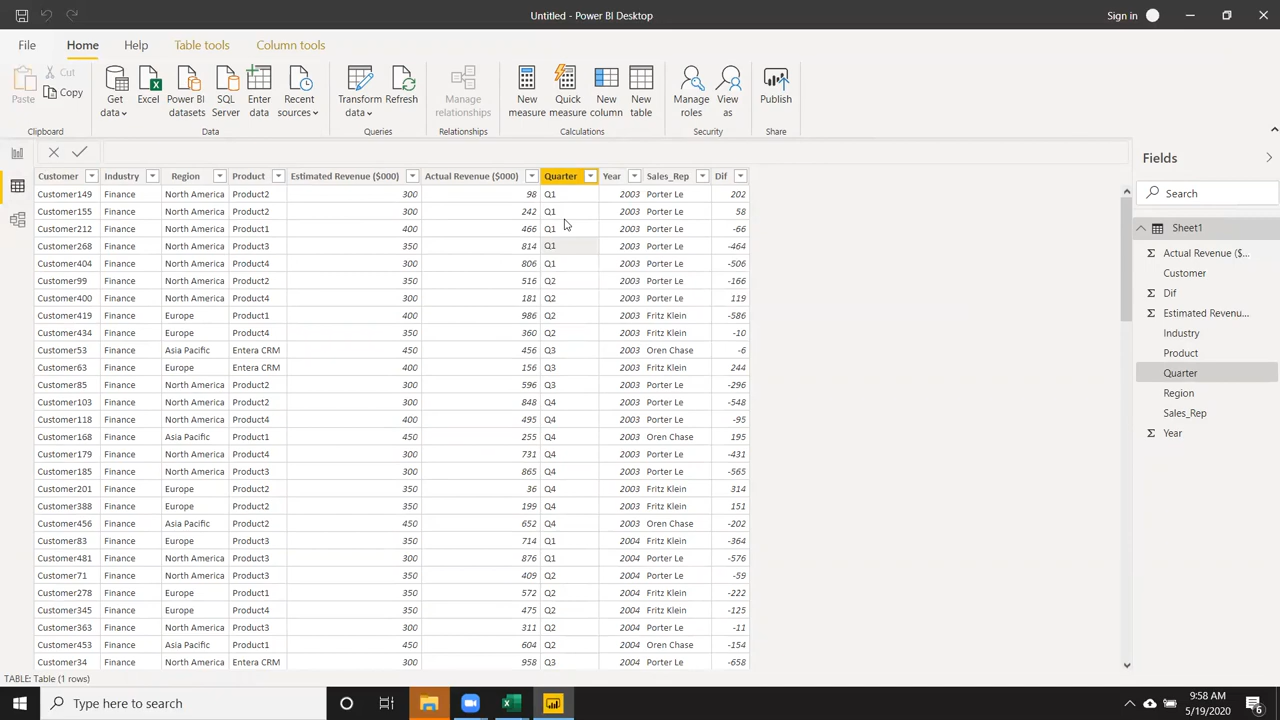 Untitled - Power BI Desktop
Sign in
File Home Help Table tools Column tools
Paste
Cut
Copy
Get data
Excel
Power BI datasets
SQL Server
Enter data
Recent sources
Transform data
Refresh
Manage relationships
New measure
Quick measure
New column
New table
Manage roles
View as
Publish
Clipboard Data Queries Relationships Calculations Security Share
Customer Industry Region Product Estimated Revenue ($000) Actual Revenue ($000) Quarter Year Sales_Rep Dif
Customer149 Finance North America Product2 300 98 Q1 2003 Porter Le 202
Customer155 Finance North America Product2 300 242 Q1 2003 Porter Le 58
Customer212 Finance North America Product1 400 466 Q1 2003 Porter Le -66
Customer268 Finance North America Product3 350 814 Q1 2003 Porter Le -464
Customer404 Finance North America Product4 300 806 Q1 2003 Porter Le -506
Customer99 Finance North America Product2 350 516 Q2 2003 Porter Le -166
Customer400 Finance North America Product4 300 181 Q2 2003 Porter Le 119
Customer419 Finance Europe Product1 400 986 Q2 2003 Fritz Klein -586
Customer434 Finance Europe Product4 350 360 Q2 2003 Fritz Klein -10
Customer53 Finance Asia Pacific Entera CRM 450 456 Q3 2003 Oren Chase -6
Customer63 Finance Europe Entera CRM 400 156 Q3 2003 Fritz Klein 244
Customer85 Finance North America Product2 300 596 Q3 2003 Porter Le -296
Customer103 Finance North America Product2 300 848 Q4 2003 Porter Le -548
Customer118 Finance North America Product4 400 495 Q4 2003 Porter Le -95
Customer168 Finance Asia Pacific Product1 450 255 Q4 2003 Oren Chase 195
Customer179 Finance North America Product4 300 731 Q4 2003 Porter Le -431
Customer185 Finance North America Product3 300 865 Q4 2003 Porter Le -565
Customer201 Finance Europe Product2 350 36 Q4 2003 Fritz Klein 314
Customer388 Finance Europe Product2 350 199 Q4 2003 Fritz Klein 151
Customer456 Finance Asia Pacific Product2 450 652 Q4 2003 Oren Chase -202
Customer83 Finance Europe Product3 350 714 Q1 2004 Fritz Klein -364
Customer481 Finance North America Product3 300 876 Q1 2004 Porter Le -576
Customer71 Finance North America Product3 350 409 Q2 2004 Porter Le -59
Customer278 Finance Europe Product1 350 572 Q2 2004 Fritz Klein -222
Customer345 Finance Europe Product4 350 475 Q2 2004 Fritz Klein -125
Customer363 Finance North America Product3 300 311 Q2 2004 Porter Le -11
Customer453 Finance Asia Pacific Product1 450 604 Q2 2004 Oren Chase -154
Customer34 Finance North America Entera CRM 300 958 Q3 2004 Porter Le -658
Fields
Search
Sheet1
Actual Revenue ($...
Customer
Dif
Estimated Revenu...
Industry
Product
Quarter
Region
Sales_Rep
Year
TABLE: Table (1 rows)
Type here to search
9:58 AM
5/19/2020
6